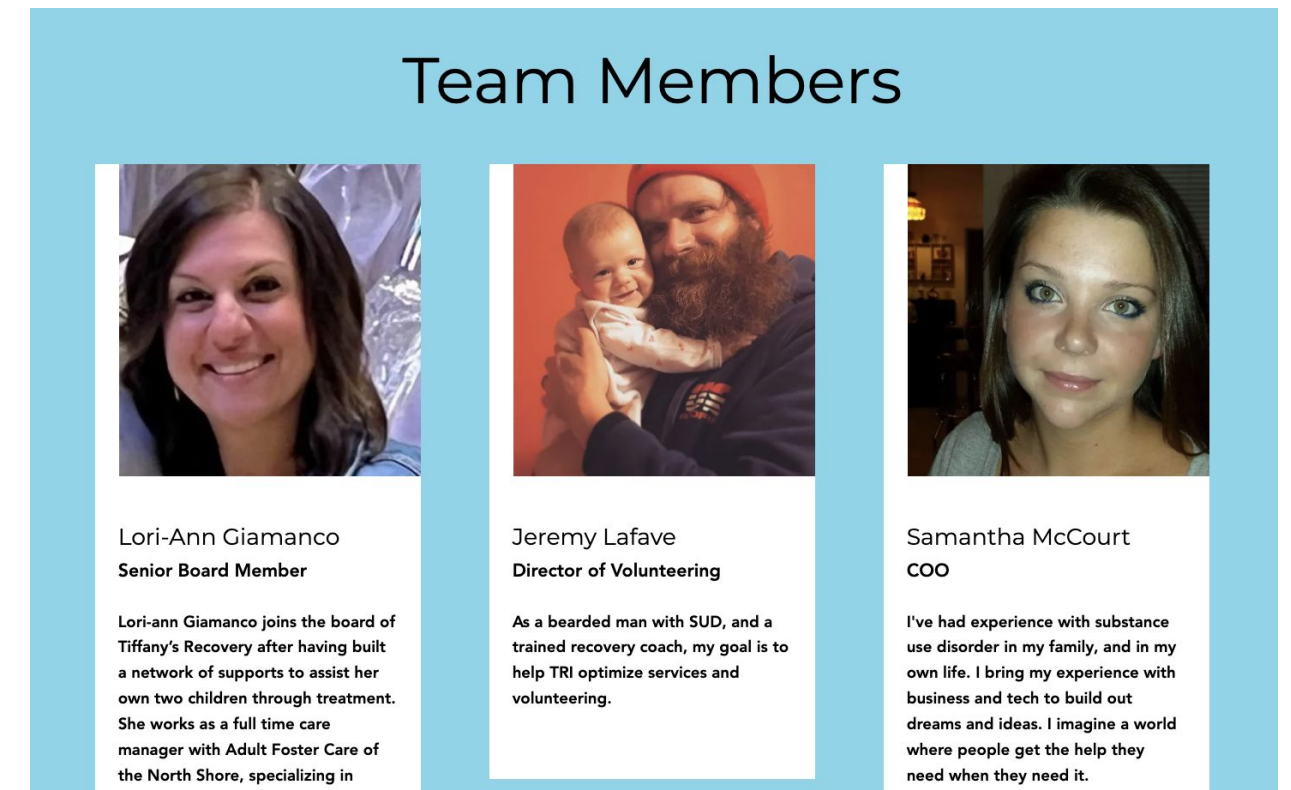 Team Members
Lori-Ann Giamanco
Senior Board Member
Lori-ann Giamanco joins the board of
Tiffany’s Recovery after having built
a network of supports to assist her
own two children through treatment.
She works as a full time care
manager with Adult Foster Care of
the North Shore, specializing in
Jeremy Lafave
Director of Volunteering
As a bearded man with SUD, and a
trained recovery coach, my goal is to
help TRI optimize services and
volunteering.
Samantha McCourt
COO
I've had experience with substance
use disorder in my family, and in my
own life. I bring my experience with
business and tech to build out
dreams and ideas. I imagine a world
where people get the help they
need when they need it.